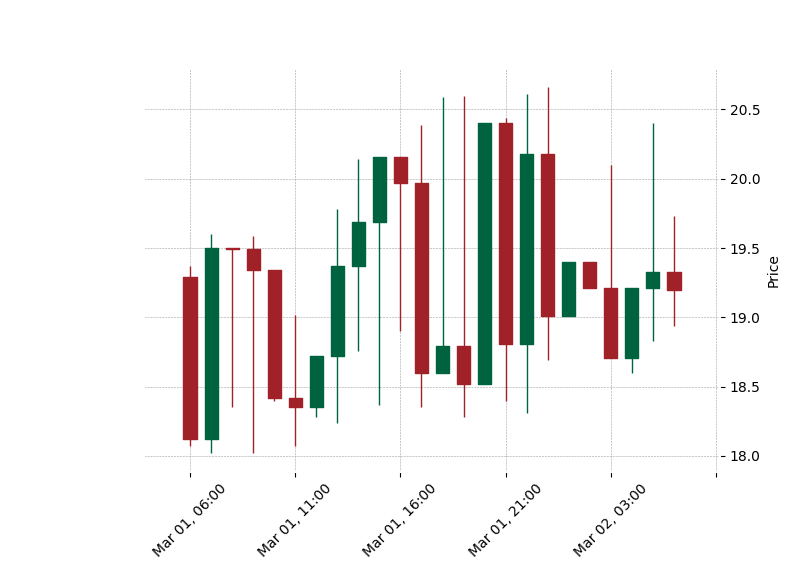 20.5
20.0
19.5
19.0
18.5
18.0
Price
Mar 01, 06:00
Mar 01, 11:00
Mar 01, 16:00
Mar 01, 21:00
Mar 02, 03:00